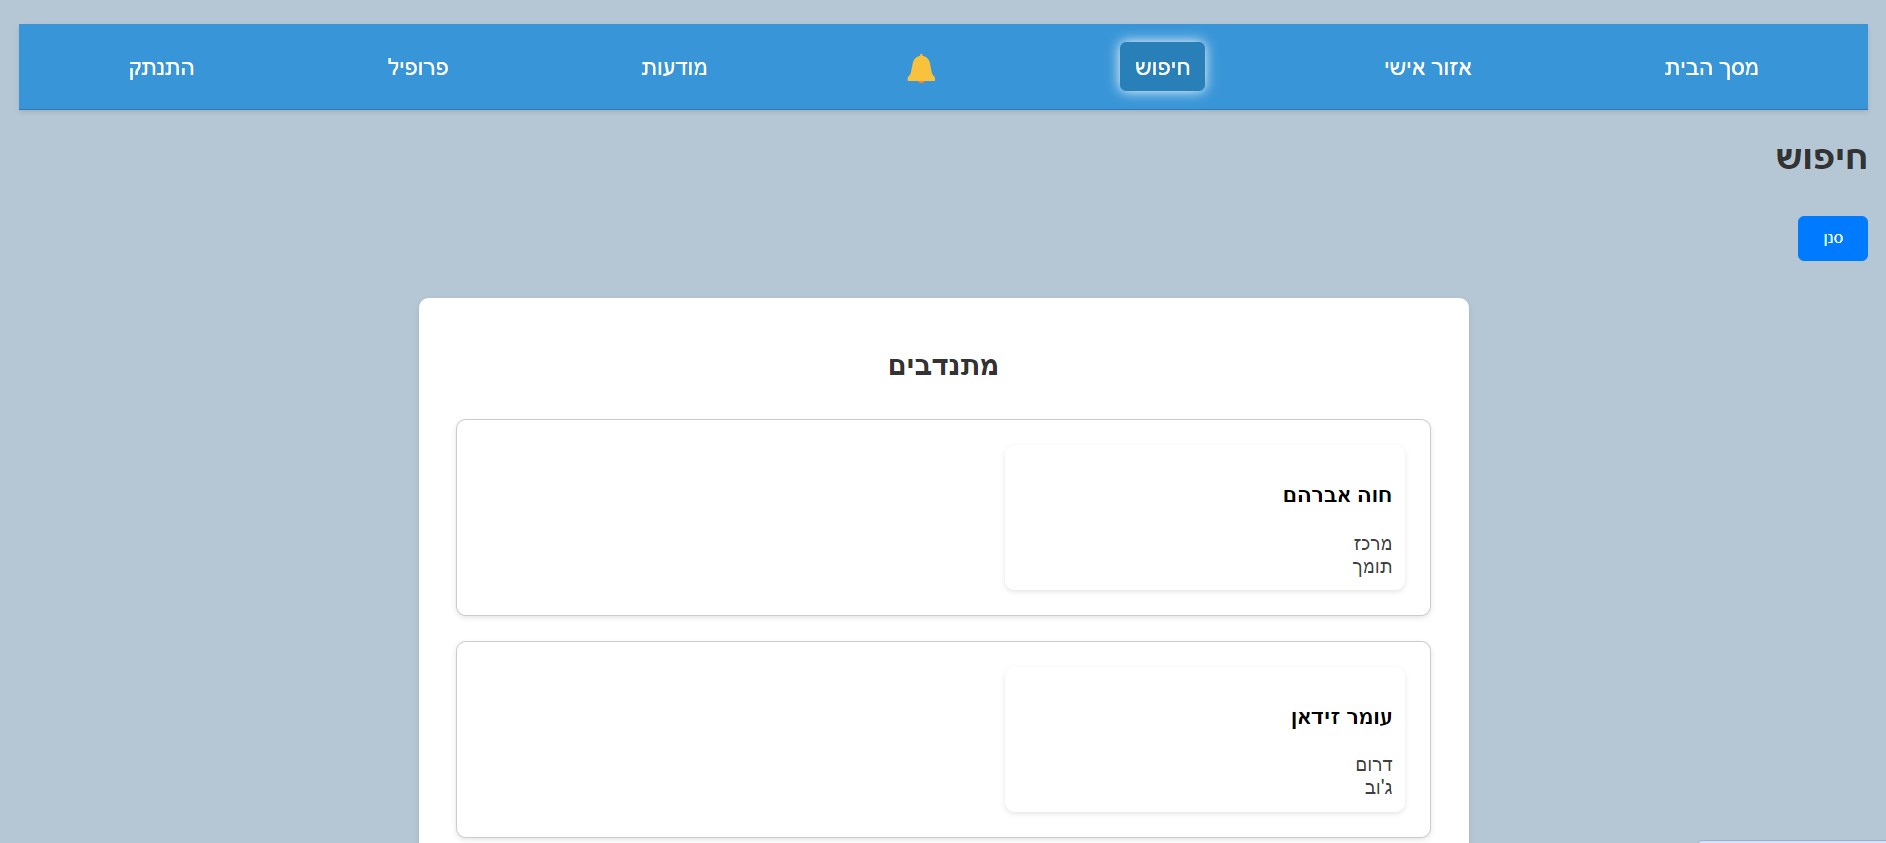 מסך הבית
אזור אישי
חיפוש
מודעות
פרופיל
התנתק
חיפוש
סנן
מתנדבים
חוה אברהם
מרכז
תומך
עומר זידאן
דרום
ג'וב